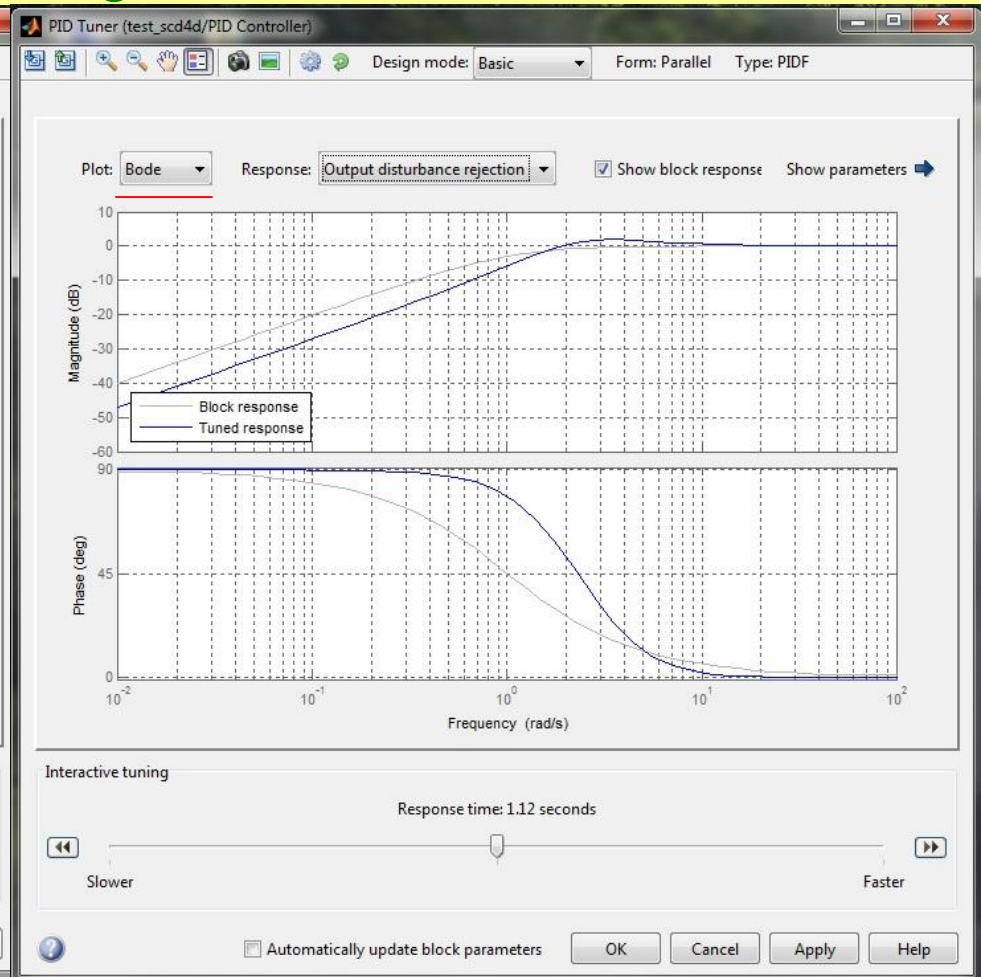 PID Tuner (test_scd4d/PID Controller)
Design mode: Basic Form: Parallel Type: PIDF
Plot: Bode Response: Output disturbance rejection Show block response Show parameters
10
0
-10
-20
-30
-40
-50
-60
Magnitude (dB)
Block response
Tuned response
90
45
0
Phase (deg)
10^-2 10^-1 10^0 10^1 10^2
Frequency (rad/s)
Interactive tuning
Response time: 1.12 seconds
Slower Faster
Automatically update block parameters OK Cancel Apply Help